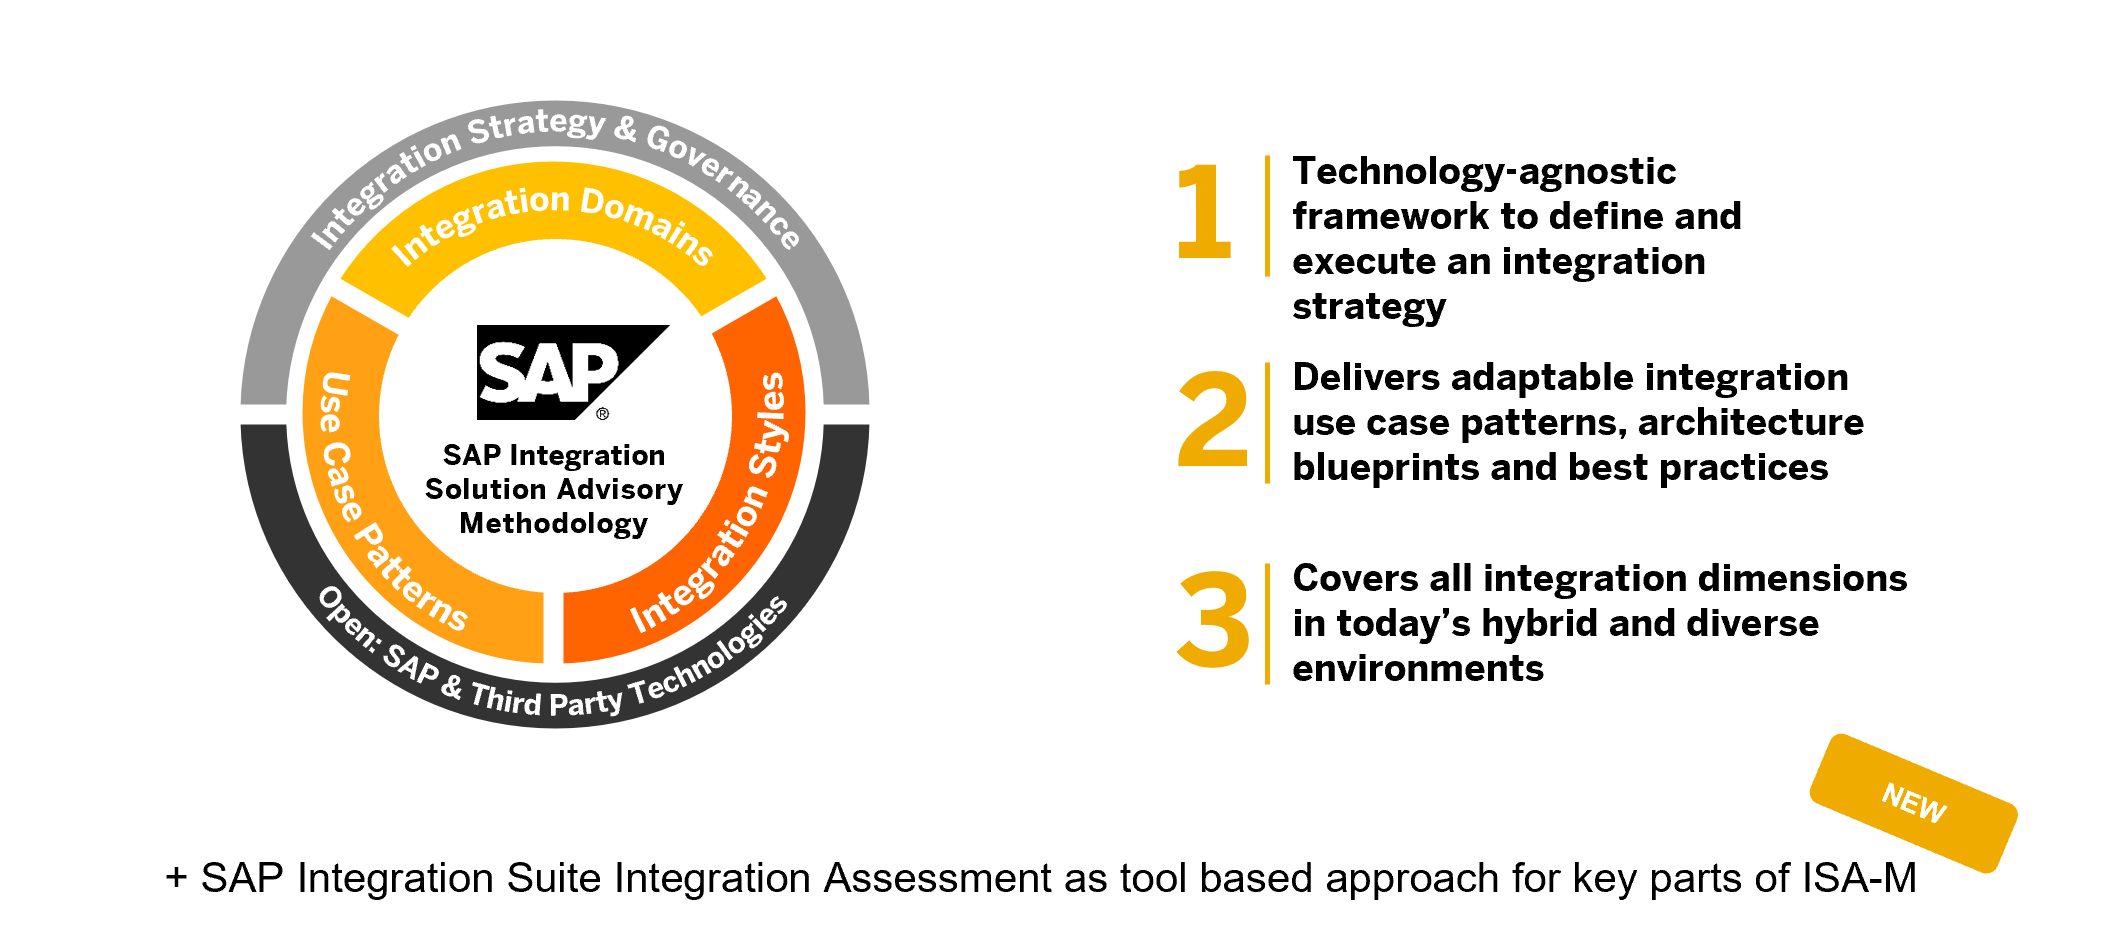 Integration Strategy & Governance
Integration Domains
Use Case Patterns
Integration Styles
Open: SAP & Third Party Technologies
SAP
®
SAP Integration
Solution Advisory
Methodology
1
Technology-agnostic
framework to define and
execute an integration
strategy
2
Delivers adaptable integration
use case patterns, architecture
blueprints and best practices
3
Covers all integration dimensions
in today’s hybrid and diverse
environments
NEW
+ SAP Integration Suite Integration Assessment as tool based approach for key parts of ISA-M